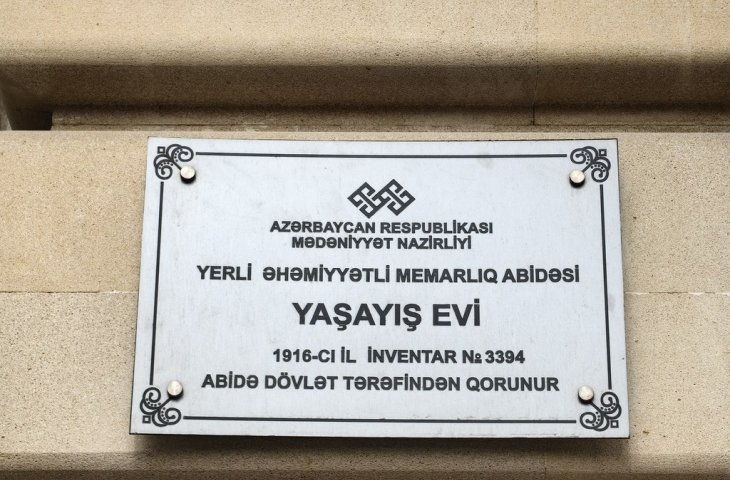 AZƏRBAYCAN RESPUBLİKASI
MƏDƏNİYYƏT NAZİRLİYİ
YERLİ ƏHƏMİYYƏTLİ MEMARLIQ ABİDƏSİ
YAŞAYIŞ EVİ
1916-CI İL İNVENTAR № 3394
ABİDƏ DÖVLƏT TƏRƏFİNDƏN QORUNUR